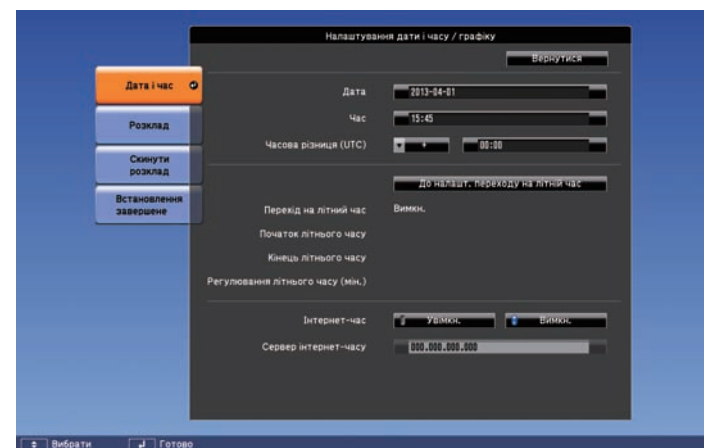 Налаштування дати і часу / графіку
Вернутися
Дата і час
Розклад
Скинути
розклад
Встановлення
завершене
Дата 2013-04-01
Час 15:45
Часова різниця (UTC) + 00:00
До налашт. переходу на літній час
Перехід на літний час Вимкн.
Початок літнього часу
Кінець літнього часу
Регулювання літнього часу (мін.)
Інтернет-час Увімкн. Вимкн.
Сервер інтернет-часу 000.000.000.000
Вибрати Готово